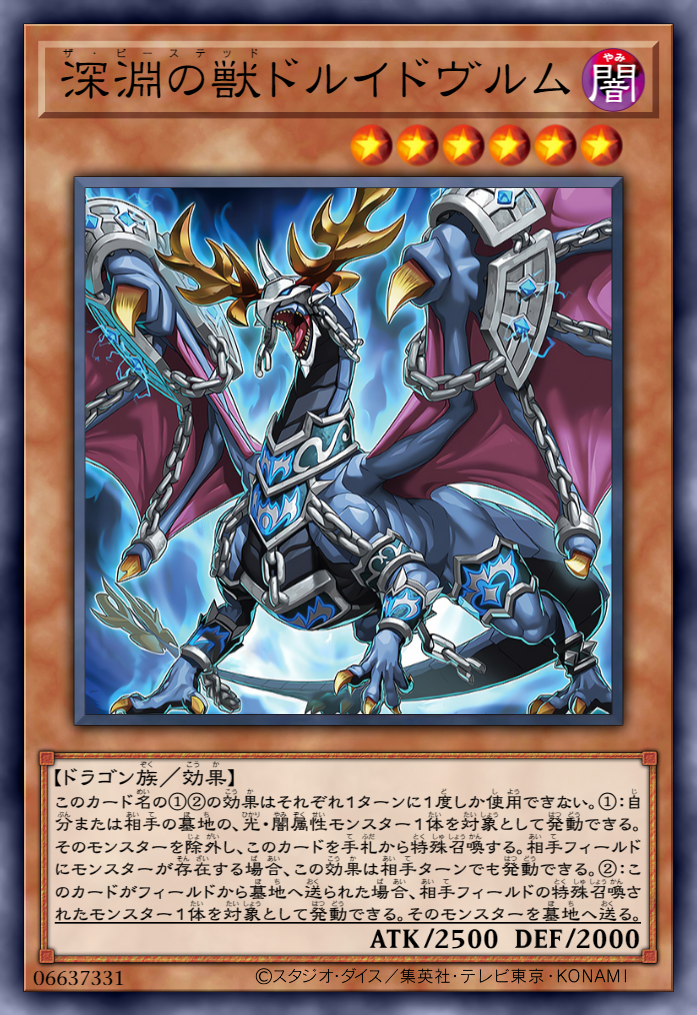 ザ・ビーステッド
深淵の獣ドルイドヴルム
やみ
闇
【ドラゴン族／効果】
このカード名の①②の効果はそれぞれ1ターンに1度しか使用できない。①：自
分または相手の墓地の、光・闇属性モンスター1体を対象として発動できる。
そのモンスターを除外し、このカードを手札から特殊召喚する。相手フィールド
にモンスターが存在する場合、この効果は相手ターンでも発動できる。②：こ
のカードがフィールドから墓地へ送られた場合、相手フィールドの特殊召喚さ
れたモンスター1体を対象として発動できる。そのモンスターを墓地へ送る。
ATK/2500 DEF/2000
06637331 ©スタジオ・ダイス／集英社・テレビ東京・KONAMI